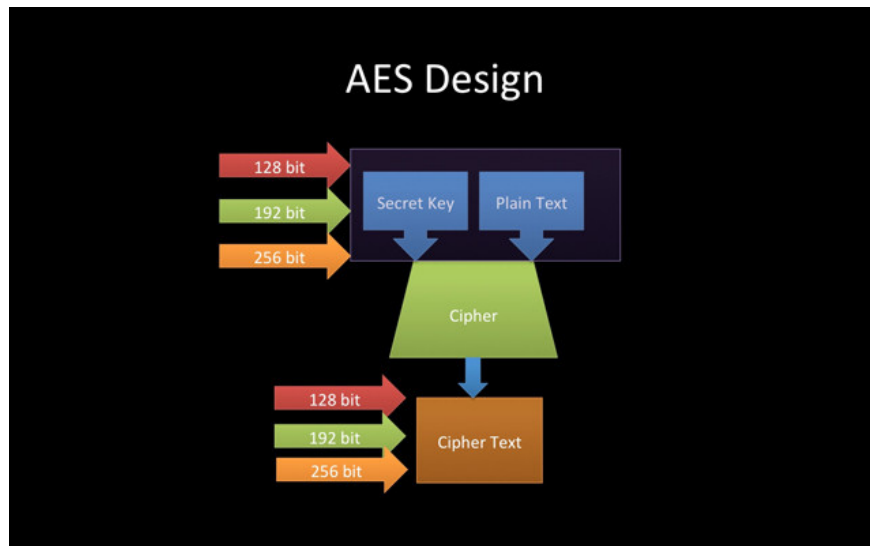 AES Design
128 bit
192 bit
256 bit
Secret Key
Plain Text
Cipher
128 bit
192 bit
256 bit
Cipher Text